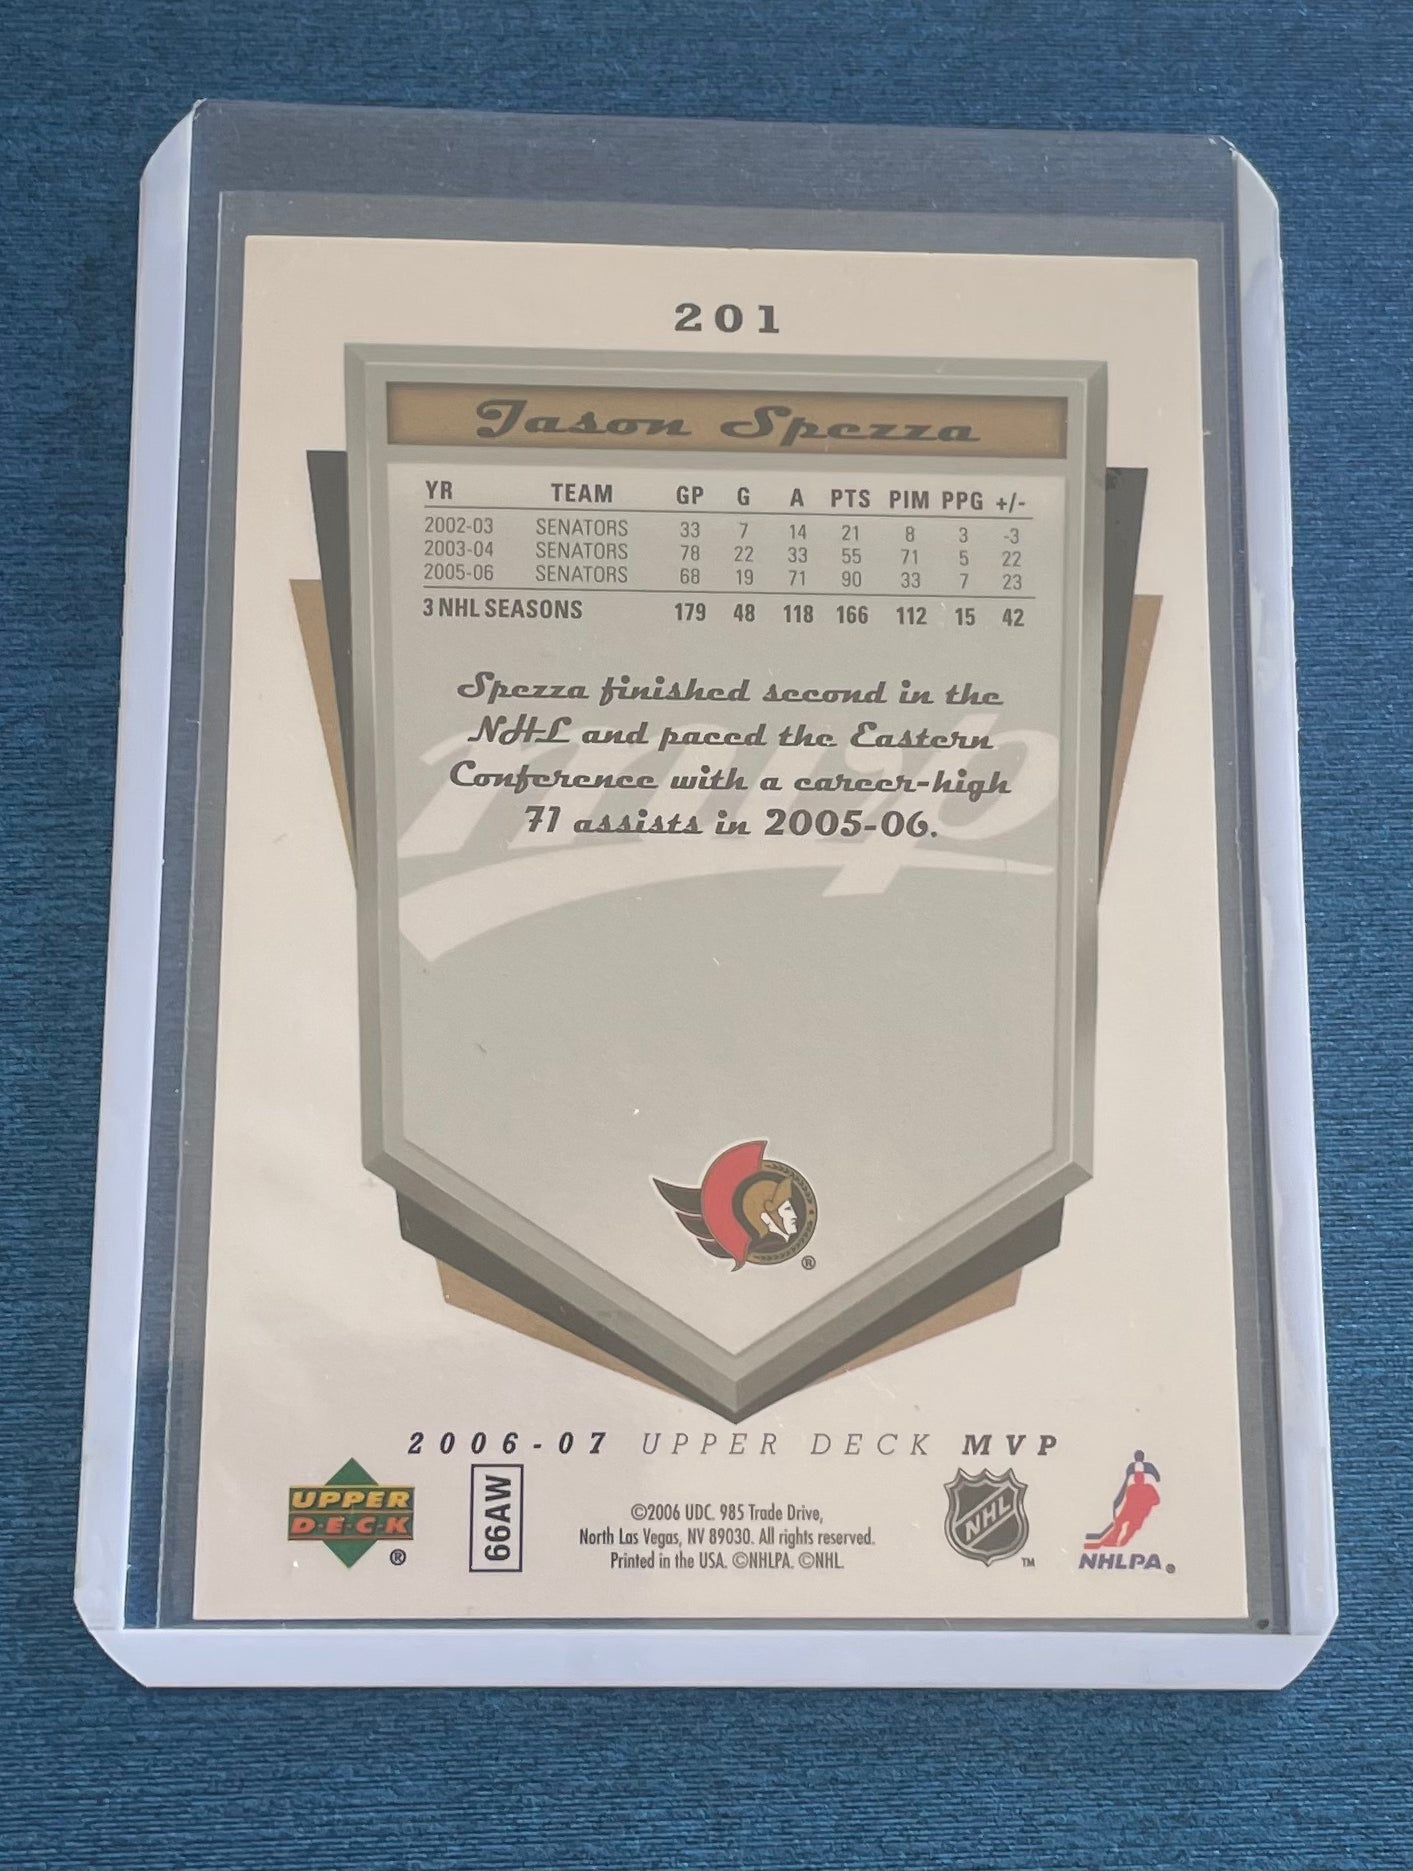 201
Jason Spezza
YR TEAM GP G A PTS PIM PPG +/-
2002-03 SENATORS 33 7 14 21 8 3 -3
2003-04 SENATORS 78 22 33 55 71 5 22
2005-06 SENATORS 68 19 71 90 33 7 23
3 NHL SEASONS 179 48 118 166 112 15 42
Spezza finished second in the
NHL and paced the Eastern
Conference with a career-high
71 assists in 2005-06.
mvp
®
2006-07 UPPER DECK MVP
UPPER
D·E·C·K
®
66AW
©2006 UDC. 985 Trade Drive,
North Las Vegas, NV 89030. All rights reserved.
Printed in the USA. ©NHLPA. ©NHL.
NHL
TM
NHLPA®